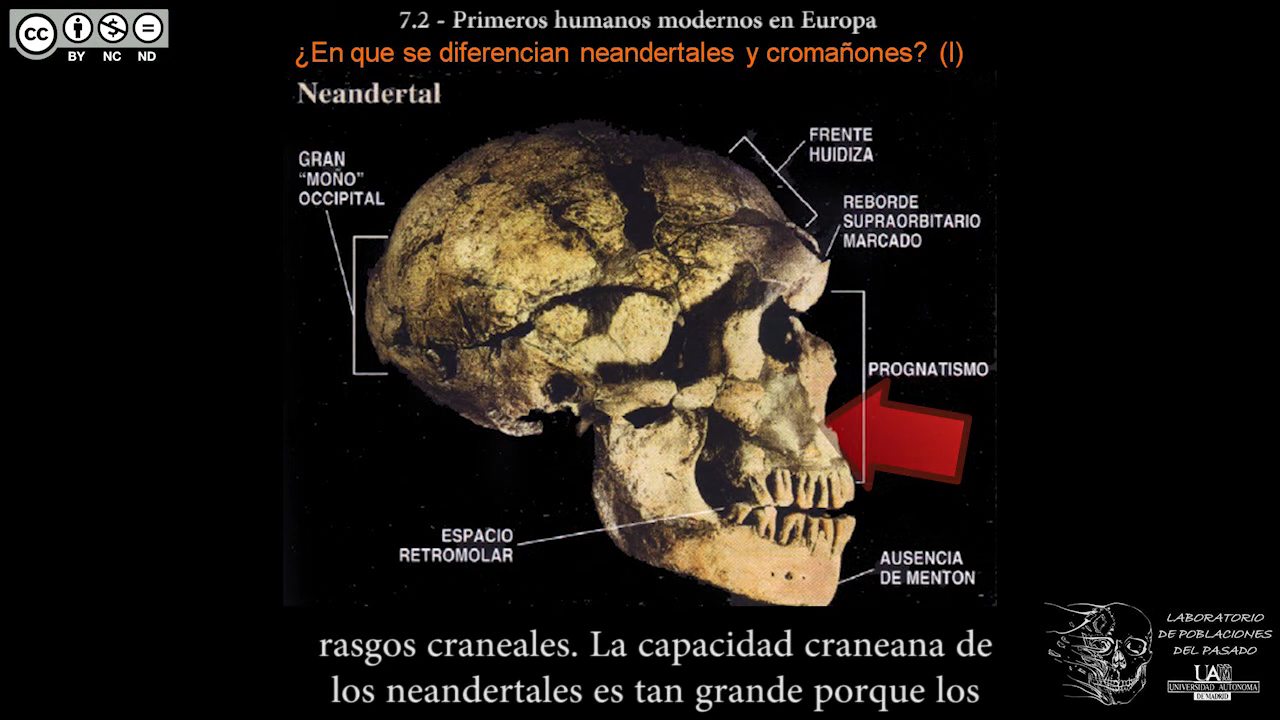 7.2 - Primeros humanos modernos en Europa
cc
BY NC ND
¿En que se diferencian neandertales y cromañones? (I)
Neandertal
GRAN
“MOÑO”
OCCIPITAL
FRENTE
HUIDIZA
REBORDE
SUPRAORBITARIO
MARCADO
PROGNATISMO
ESPACIO
RETROMOLAR
AUSENCIA
DE MENTON
rasgos craneales. La capacidad craneana de
los neandertales es tan grande porque los
LABORATORIO
DE POBLACIONES
DEL PASADO
UAM
UNIVERSIDAD AUTONOMA
DE MADRID